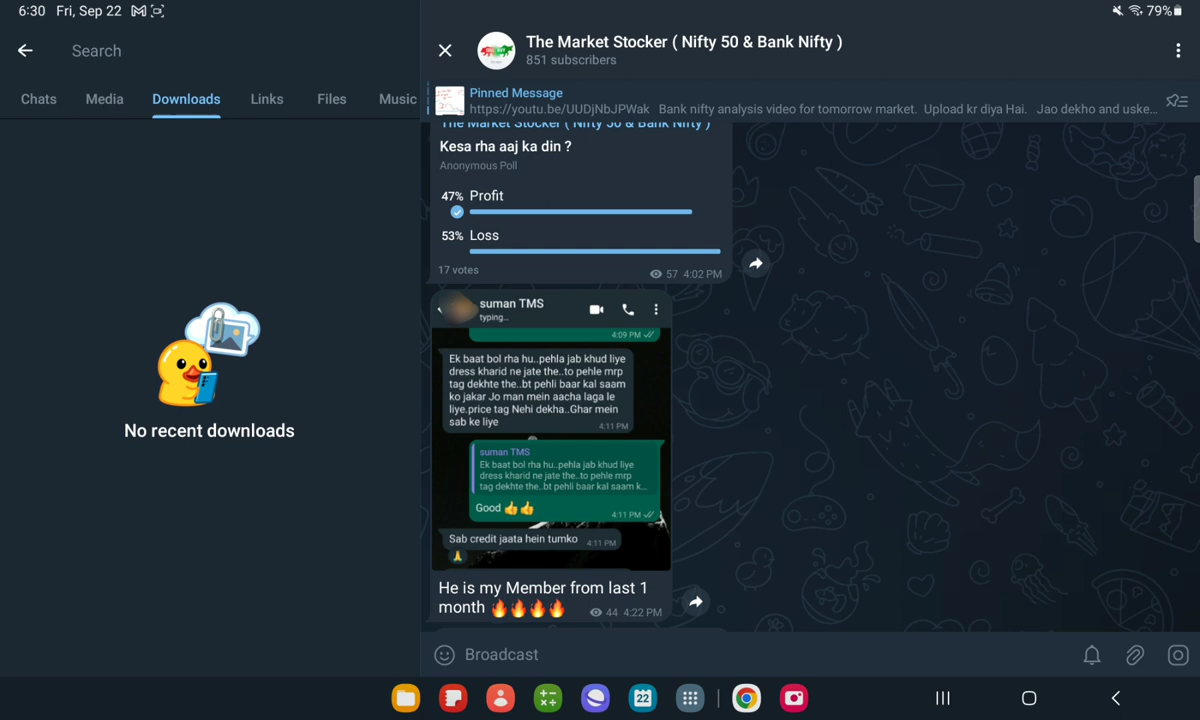 6:30 Fri, Sep 22
79%
Search
Chats Media Downloads Links Files Music
No recent downloads
The Market Stocker ( Nifty 50 & Bank Nifty )
851 subscribers
Pinned Message
https://youtu.be/UUDjNbJPWak Bank nifty analysis video for tomorrow market. Upload kr diya Hai. Jao dekho and uske...
The Market Stocker ( Nifty 50 & Bank Nifty )
Kesa rha aaj ka din ?
Anonymous Poll
47% Profit
53% Loss
17 votes
57 4:02 PM
suman TMS
typing...
4:09 PM
Ek baat bol rha hu..pehla jab khud liye
dress kharid ne jate the..to pehle mrp
tag dekhte the..bt pehli baar kal saam
ko jakar Jo man mein aacha laga le
liye.price tag Nehi dekha..Ghar mein
sab ke liye
4:11 PM
suman TMS
Ek baat bol rha hu..pehla jab khud liye
dress kharid ne jate the..to pehle mrp
tag dekhte the..bt pehli baar kal saam k...
Good 👍👍
4:11 PM
Sab credit jaata hein tumko 4:11 PM
🙏
He is my Member from last 1
month 🔥🔥🔥🔥 44 4:22 PM
Broadcast
22